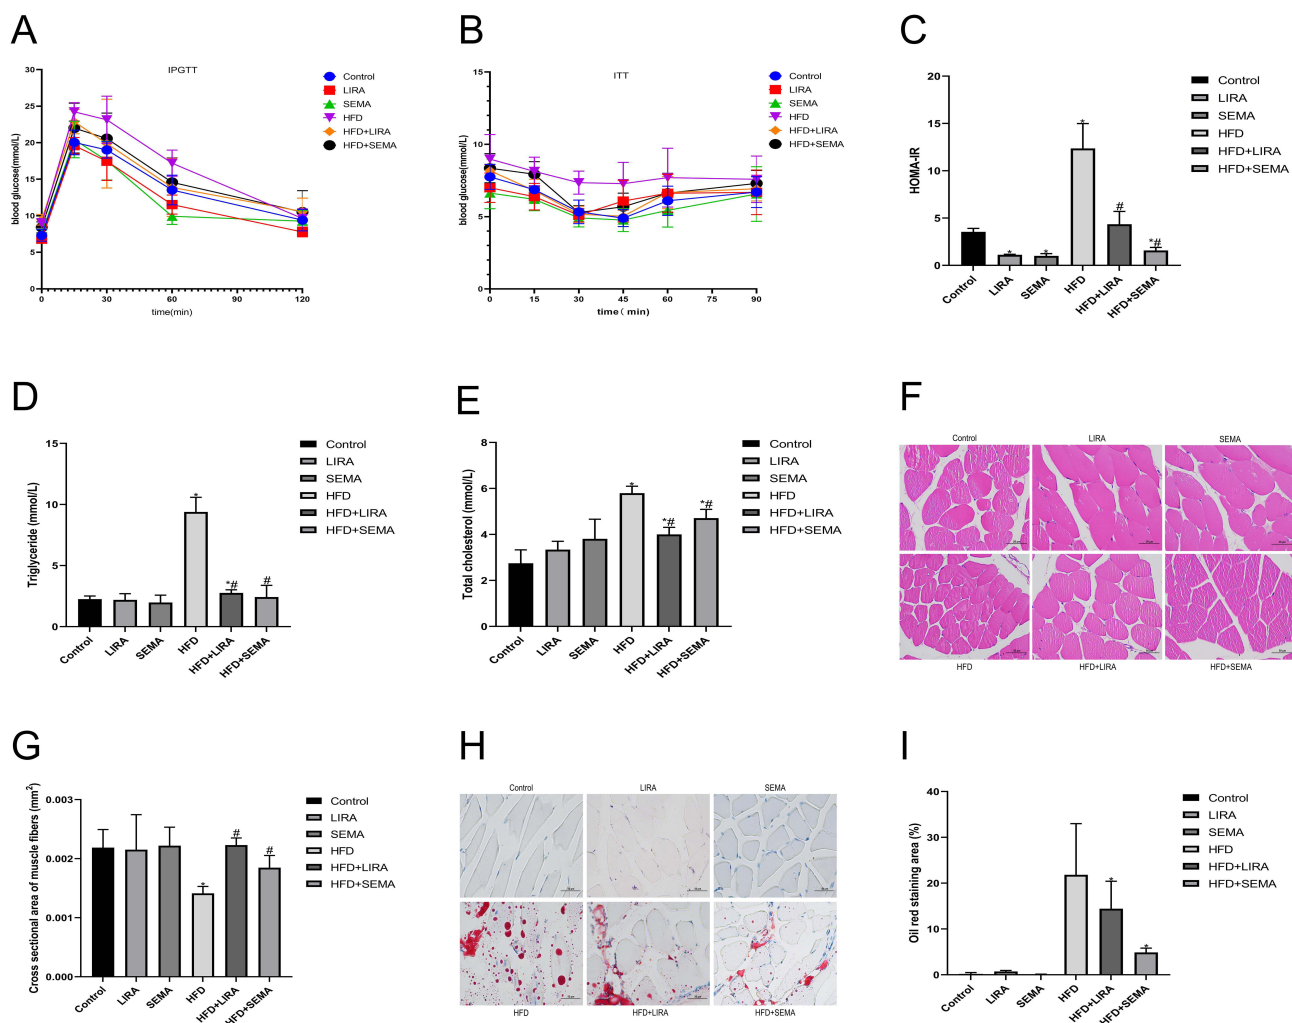 A
IPGTT
blood glucose(mmol/L)
30
25
20
15
10
5
0
0
30
60
90
120
time(min)
Control
LIRA
SEMA
HFD
HFD+LIRA
HFD+SEMA
B
ITT
blood glucose(mmol/L)
15
10
5
0
0
15
30
45
60
75
90
time( min)
Control
LIRA
SEMA
HFD
HFD+LIRA
HFD+SEMA
C
HOMA-IR
20
15
10
5
0
*
*
*
#
*#
Control
LIRA
SEMA
HFD
HFD+LIRA
HFD+SEMA
Control
LIRA
SEMA
HFD
HFD+LIRA
HFD+SEMA
D
Triglyceride (mmol/L)
15
10
5
0
*
*#
#
Control
LIRA
SEMA
HFD
HFD+LIRA
HFD+SEMA
Control
LIRA
SEMA
HFD
HFD+LIRA
HFD+SEMA
E
Total cholesterol (mmol/L)
8
6
4
2
0
*
*#
*#
Control
LIRA
SEMA
HFD
HFD+LIRA
HFD+SEMA
Control
LIRA
SEMA
HFD
HFD+LIRA
HFD+SEMA
F
Control
LIRA
SEMA
HFD
HFD+LIRA
HFD+SEMA
G
Cross sectional area of muscle fibers (mm²)
0.003
0.002
0.001
0.000
*
#
#
Control
LIRA
SEMA
HFD
HFD+LIRA
HFD+SEMA
Control
LIRA
SEMA
HFD
HFD+LIRA
HFD+SEMA
H
Control
LIRA
SEMA
HFD
HFD+LIRA
HFD+SEMA
I
Oil red staining area (%)
40
30
20
10
0
*
*
Control
LIRA
SEMA
HFD
HFD+LIRA
HFD+SEMA
Control
LIRA
SEMA
HFD
HFD+LIRA
HFD+SEMA